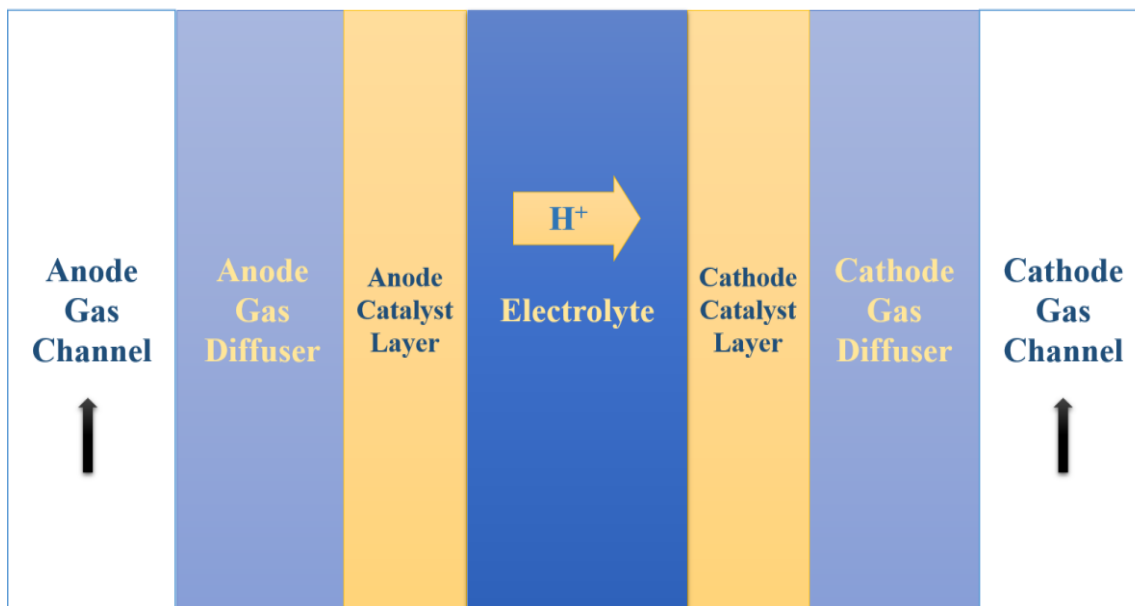 Anode
Gas
Channel
Anode
Gas
Diffuser
Anode
Catalyst
Layer
H⁺
Electrolyte
Cathode
Catalyst
Layer
Cathode
Gas
Diffuser
Cathode
Gas
Channel